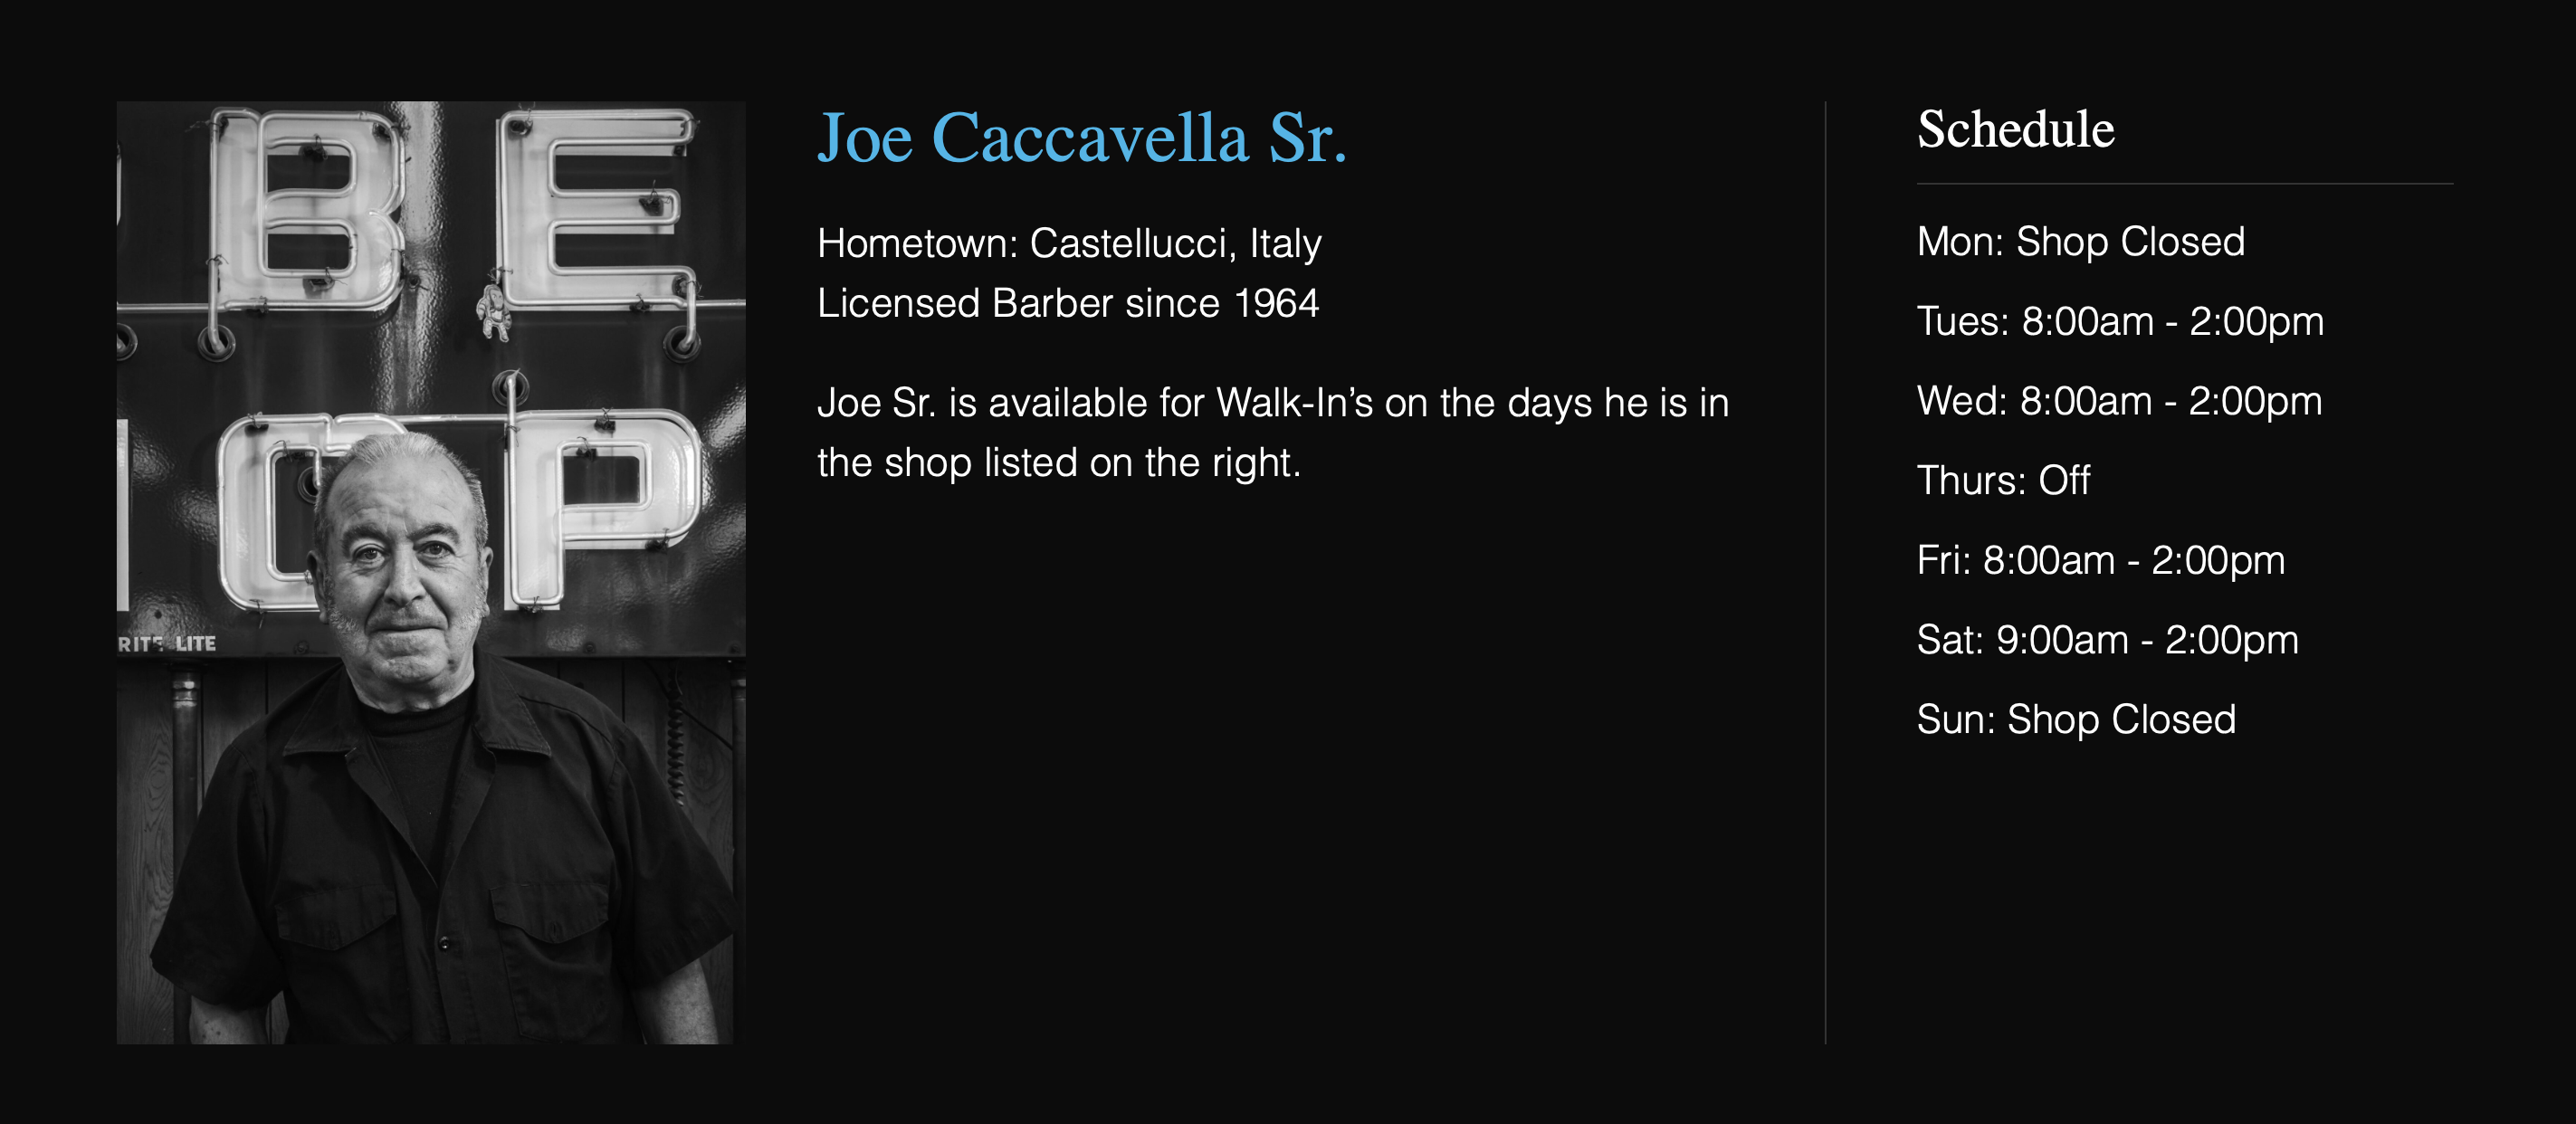 BE
OP
RITE LITE
Joe Caccavella Sr.
Hometown: Castellucci, Italy
Licensed Barber since 1964
Joe Sr. is available for Walk-In’s on the days he is in
the shop listed on the right.
Schedule
Mon: Shop Closed
Tues: 8:00am - 2:00pm
Wed: 8:00am - 2:00pm
Thurs: Off
Fri: 8:00am - 2:00pm
Sat: 9:00am - 2:00pm
Sun: Shop Closed